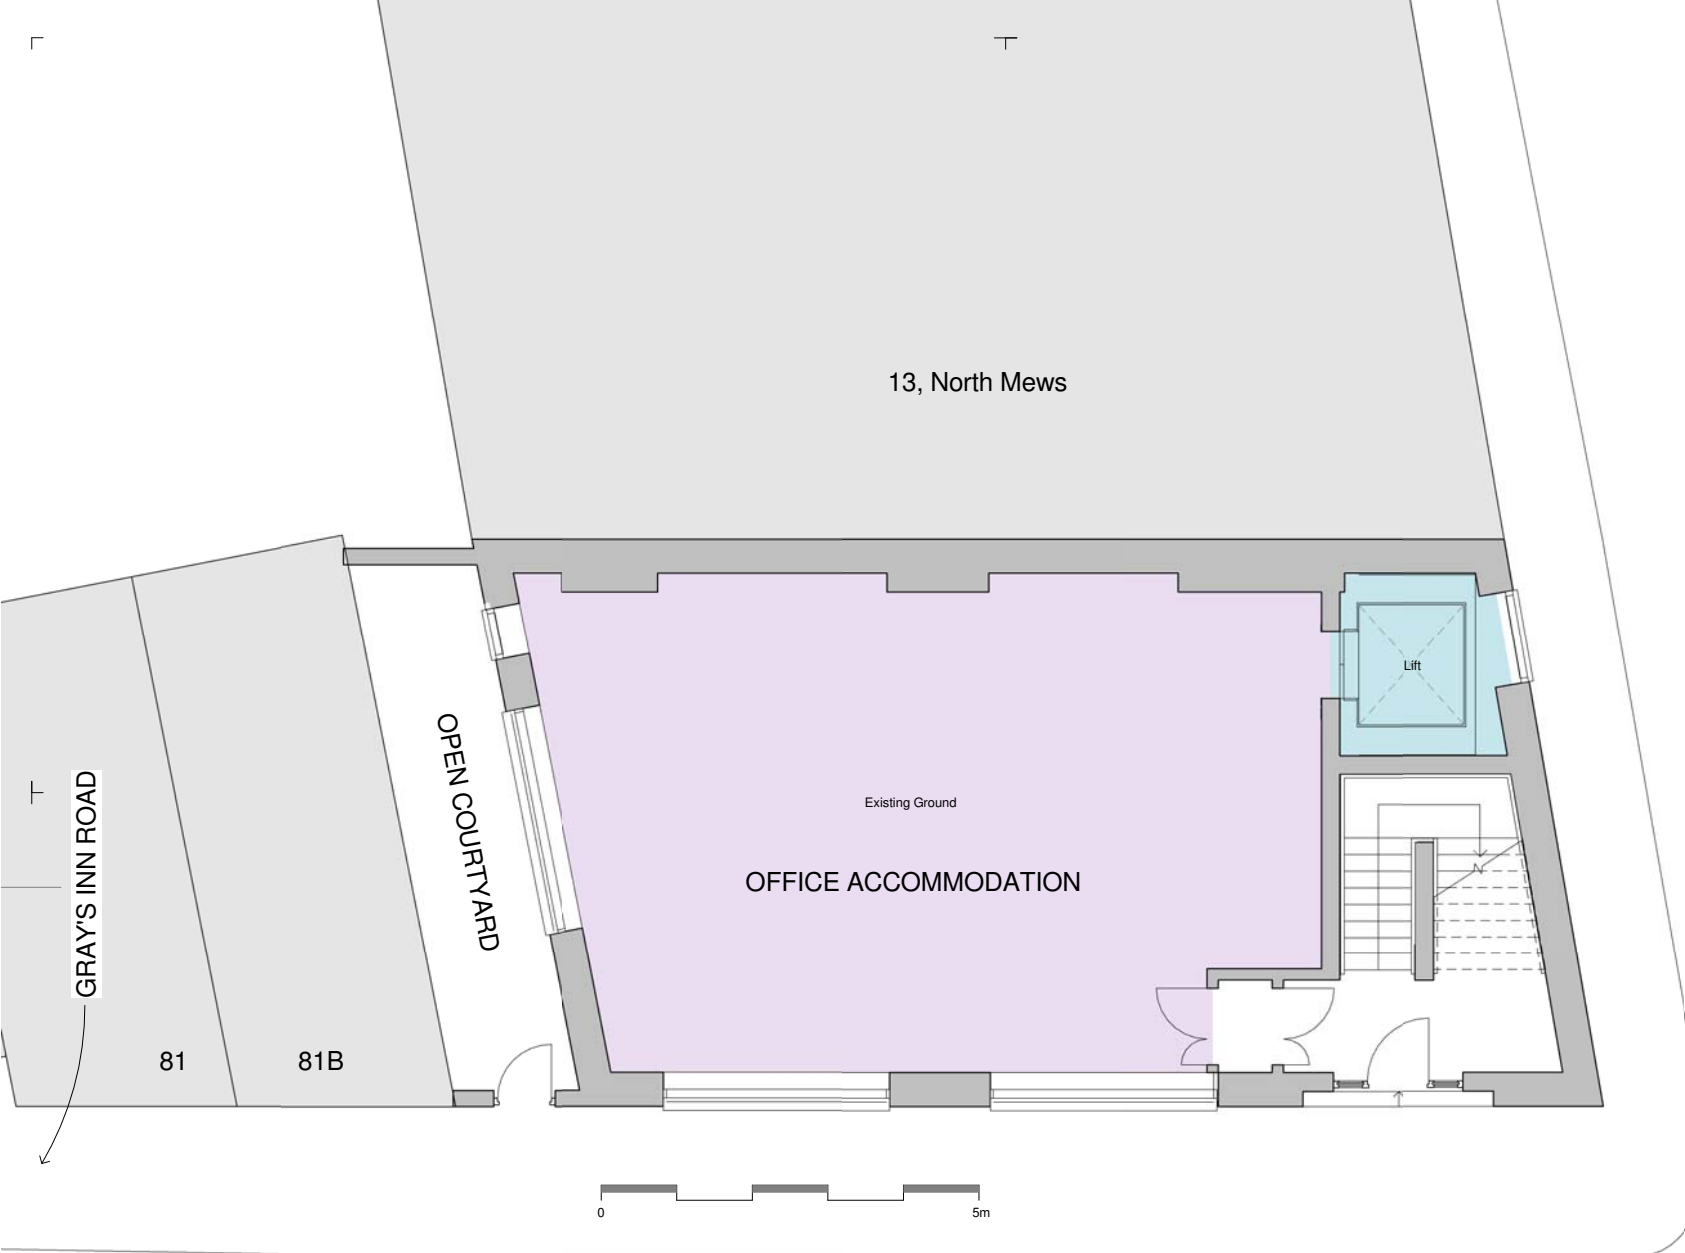 13, North Mews
Lift
OPEN COURTYARD
GRAY'S INN ROAD
Existing Ground
OFFICE ACCOMMODATION
81
81B
0
5m